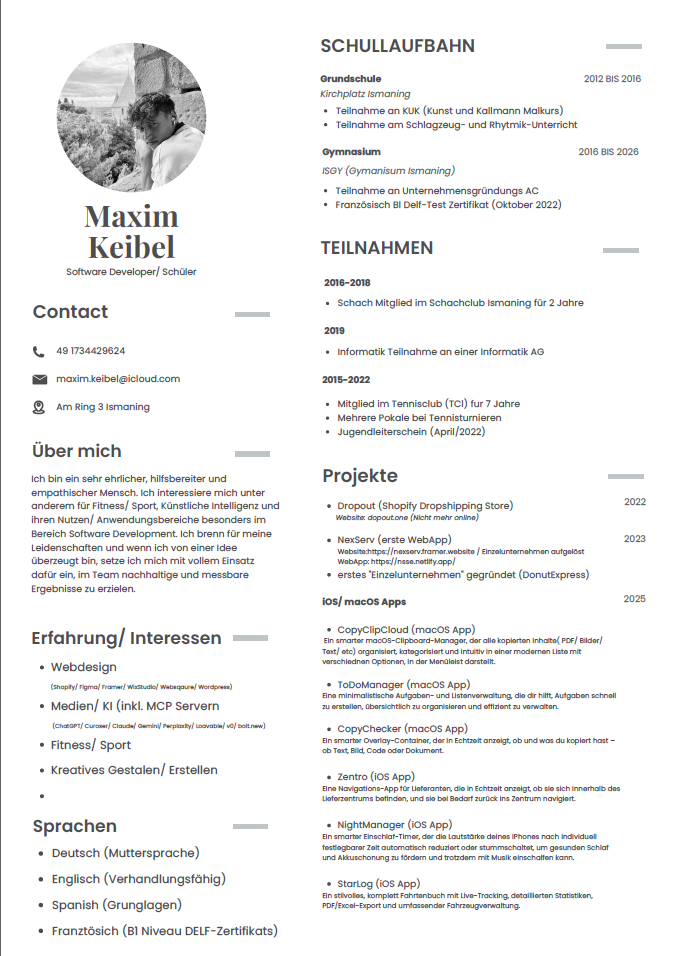 Maxim
Keibel
Software Developer/ Schüler
Contact
49 1734429624
maxim.keibel@icloud.com
Am Ring 3 Ismaning
Über mich
Ich bin ein sehr ehrlicher, hilfsbereiter und
empathischer Mensch. Ich interessiere mich unter
anderem für Fitness/ Sport, Künstliche Intelligenz und
ihren Nutzen/ Anwendungsbereiche besonders im
Bereich Software Development. Ich brenn für meine
Leidenschaften und wenn ich von einer Idee
überzeugt bin, setze ich mich mit vollem Einsatz
dafür ein, im Team nachhaltige und messbare
Ergebnisse zu erzielen.
Erfahrung/ Interessen
• Webdesign
(Shopify/ Figma/ Framer/ WixStudio/ Websqaure/ Wordpress)
• Medien/ KI (inkl. MCP Servern
(ChatGPT/ Curoser/ Claude/ Gemini/ Perplaxity/ Loavable/ v0/ bolt.new)
• Fitness/ Sport
• Kreatives Gestalen/ Erstellen
•
Sprachen
• Deutsch (Muttersprache)
• Englisch (Verhandlungsfähig)
• Spanish (Grunglagen)
• Franztösich (B1 Niveau DELF-Zertifikats)
SCHULLAUFBAHN
Grundschule 2012 BIS 2016
Kirchplatz Ismaning
• Teilnahme an KUK (Kunst und Kallmann Malkurs)
• Teilnahme am Schlagzeug- und Rhytmik-Unterricht
Gymnasium 2016 BIS 2026
ISGY (Gymanisum Ismaning)
• Teilnahme an Unternehmensgründungs AC
• Französisch B1 Delf-Test Zertifikat (Oktober 2022)
TEILNAHMEN
2016-2018
• Schach Mitglied im Schachclub Ismaning für 2 Jahre
2019
• Informatik Teilnahme an einer Informatik AG
2015-2022
• Mitglied im Tennisclub (TCI) fur 7 Jahre
• Mehrere Pokale bei Tennisturnieren
• Jugendleiterschein (April/2022)
Projekte
• Dropout (Shopify Dropshipping Store) 2022
Website: dopout.one (Nicht mehr online)
• NexServ (erste WebApp) 2023
Website:https://nexserv.framer.website / Einzelunternehmen aufgelöst
WebApp: https://nsse.netlify.app/
• erstes "Einzelunternehmen" gegründet (DonutExpress)
iOS/ macOS Apps 2025
• CopyClipCloud (macOS App)
Ein smarter macOS-Clipboard-Manager, der alle kopierten Inhalte( PDF/ Bilder/
Text/ etc) organisiert, kategorisiert und intuitiv in einer modernen Liste mit
verschiednen Optionen, in der Menüleist darstellt.
• ToDoManager (macOS App)
Eine minimalistische Aufgaben- und Listenverwaltung, die dir hilft, Aufgaben schnell
zu erstellen, übersichtlich zu organisieren und effizient zu verwalten.
• CopyChecker (macOS App)
Ein smarter Overlay-Container, der in Echtzeit anzeigt, ob und was du kopiert hast –
ob Text, Bild, Code oder Dokument.
• Zentro (iOS App)
Eine Navigations-App für Lieferanten, die in Echtzeit anzeigt, ob sie sich innerhalb des
Lieferzentrums befinden, und sie bei Bedarf zurück ins Zentrum navigiert.
• NightManager (iOS App)
Ein smarter Einschlaf-Timer, der die Lautstärke deines iPhones nach individuell
festlegbarer Zeit automatisch reduziert oder stummschaltet, um gesunden Schlaf
und Akkuschonung zu fördern und trotzdem mit Musik einschalfen kann.
• StarLog (iOS App)
Ein stilvolles, komplett Fahrtenbuch mit Live-Tracking, detaillierten Statistiken,
PDF/Excel-Export und umfassender Fahrzeugverwaltung.